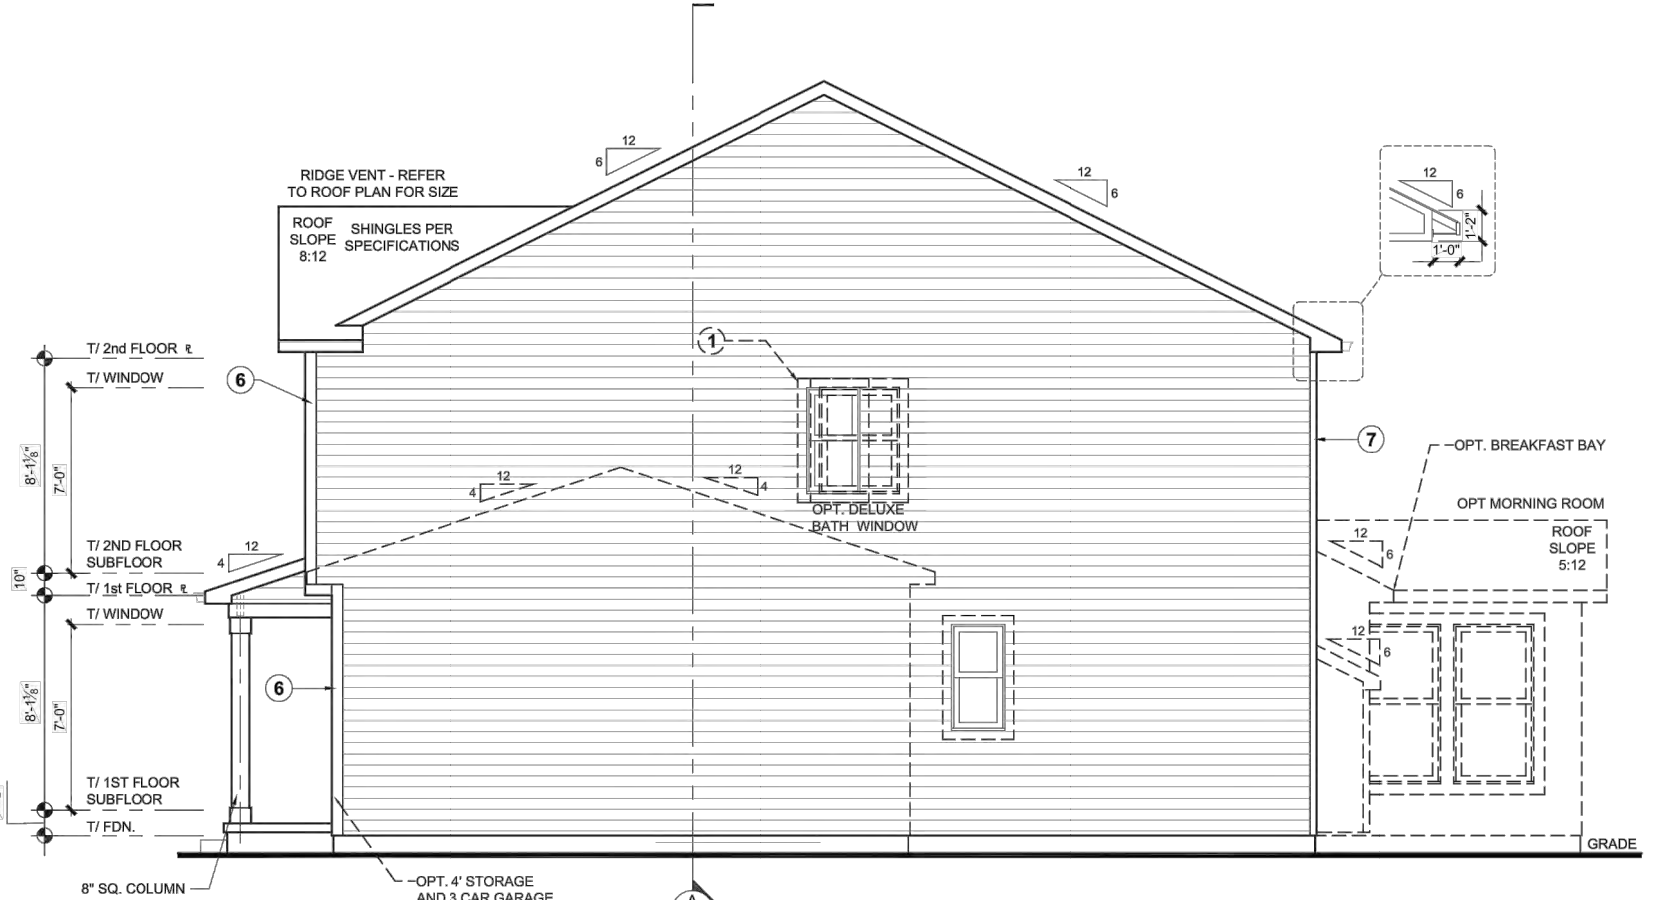 12
6
12
6
12
6
1'-2"
1'-0"
RIDGE VENT - REFER
TO ROOF PLAN FOR SIZE
ROOF
SLOPE
8:12
SHINGLES PER
SPECIFICATIONS
T/ 2nd FLOOR ℄
T/ WINDOW
6
1
7
8'-1⅛"
7'-0"
12
4
12
4
OPT. DELUXE
BATH WINDOW
OPT. BREAKFAST BAY
OPT MORNING ROOM
ROOF
SLOPE
5:12
12
6
T/ 2ND FLOOR
SUBFLOOR
12
4
10"
T/ 1st FLOOR ℄
T/ WINDOW
12
6
6
8'-1⅛"
7'-0"
T/ 1ST FLOOR
SUBFLOOR
T/ FDN.
GRADE
8" SQ. COLUMN
OPT. 4' STORAGE
AND 3 CAR GARAGE
A